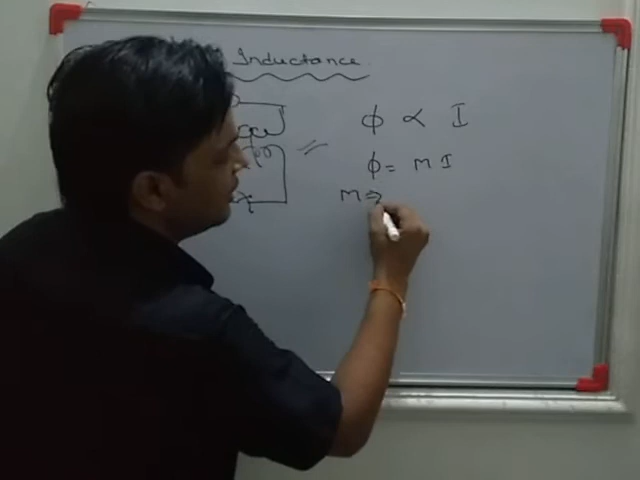 Inductance
ϕ ∝ I
ϕ = M I
M ⇒